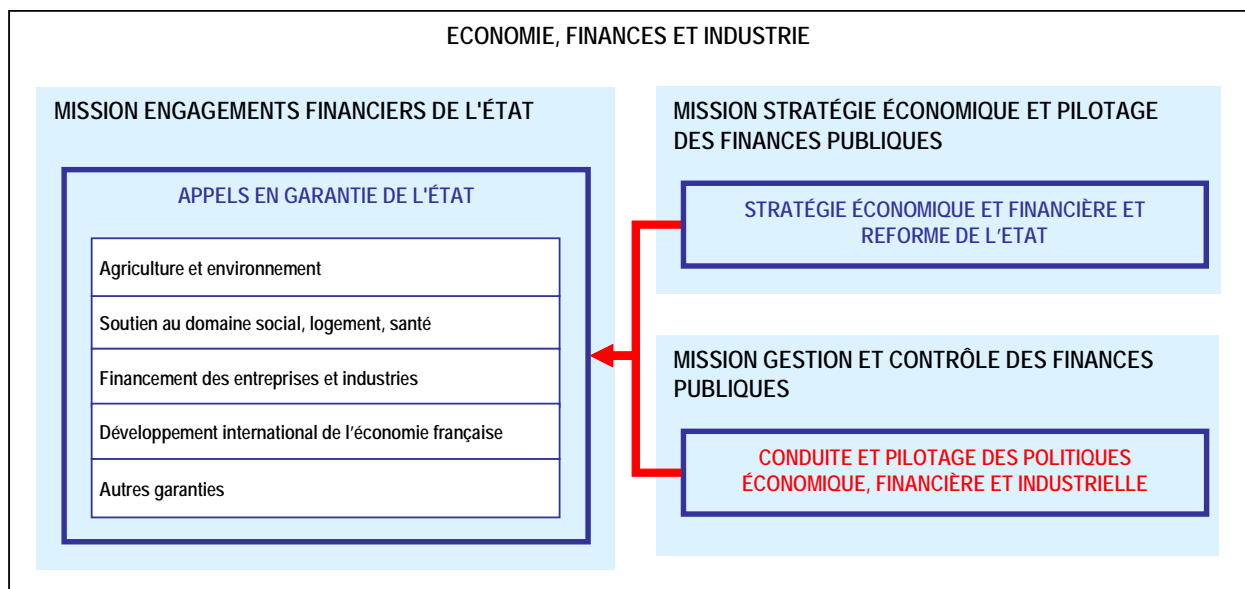 ECONOMIE, FINANCES ET INDUSTRIE
MISSION ENGAGEMENTS FINANCIERS DE L'ÉTAT
APPELS EN GARANTIE DE L'ÉTAT
Agriculture et environnement
Soutien au domaine social, logement, santé
Financement des entreprises et industries
Développement international de l'économie française
Autres garanties
MISSION STRATÉGIE ÉCONOMIQUE ET PILOTAGE
DES FINANCES PUBLIQUES
STRATÉGIE ÉCONOMIQUE ET FINANCIÈRE ET
REFORME DE L'ETAT
MISSION GESTION ET CONTRÔLE DES FINANCES
PUBLIQUES
CONDUITE ET PILOTAGE DES POLITIQUES
ÉCONOMIQUE, FINANCIÈRE ET INDUSTRIELLE